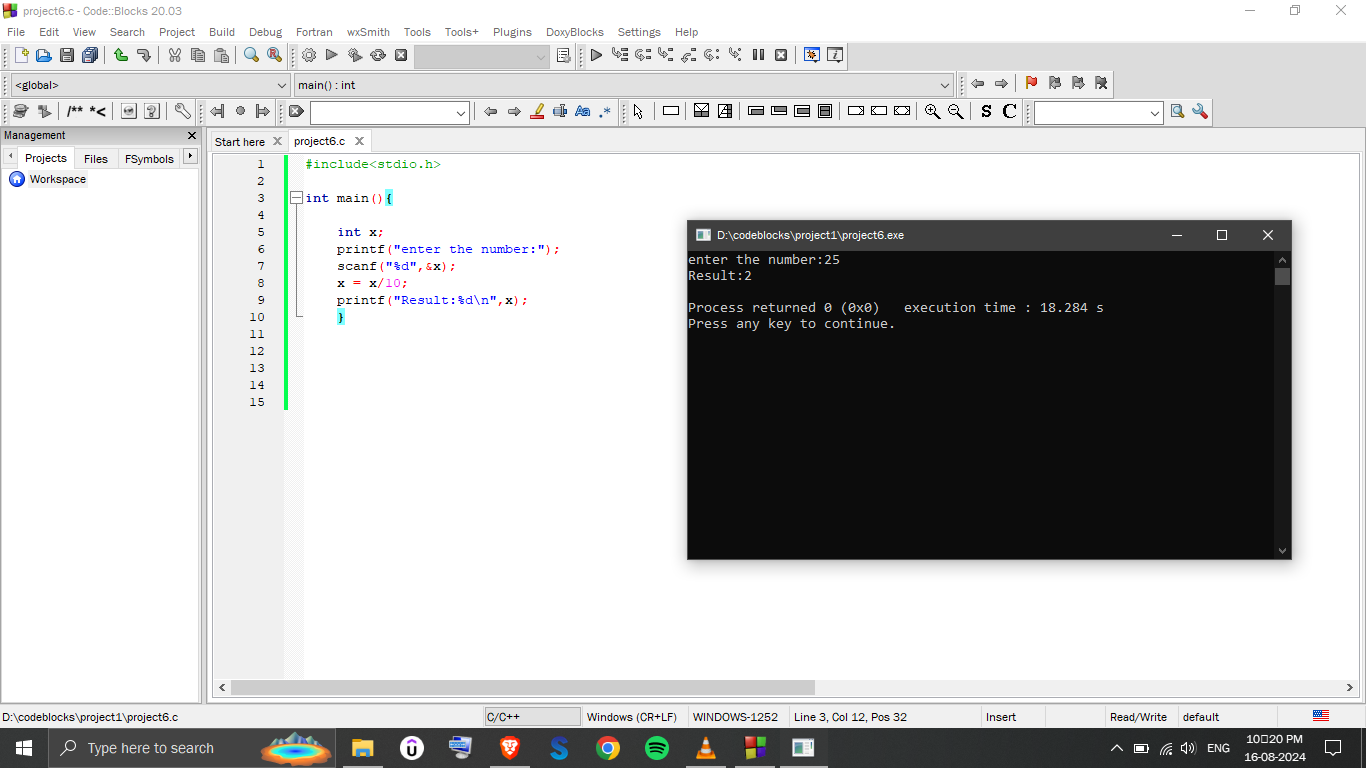 project6.c - Code::Blocks 20.03
File Edit View Search Project Build Debug Fortran wxSmith Tools Tools+ Plugins DoxyBlocks Settings Help
<global> main() : int
/** *< Aa .* S C
Management
Projects Files FSymbols
Workspace
Start here project6.c
1 #include<stdio.h>
2
3 int main(){
4
5 int x;
6 printf("enter the number:");
7 scanf("%d",&x);
8 x = x/10;
9 printf("Result:%d\n",x);
10 }
11
12
13
14
15
D:\codeblocks\project1\project6.exe
enter the number:25
Result:2
Process returned 0 (0x0) execution time : 18.284 s
Press any key to continue.
D:\codeblocks\project1\project6.c C/C++ Windows (CR+LF) WINDOWS-1252 Line 3, Col 12, Pos 32 Insert Read/Write default
Type here to search
ENG
10▯20 PM
16-08-2024